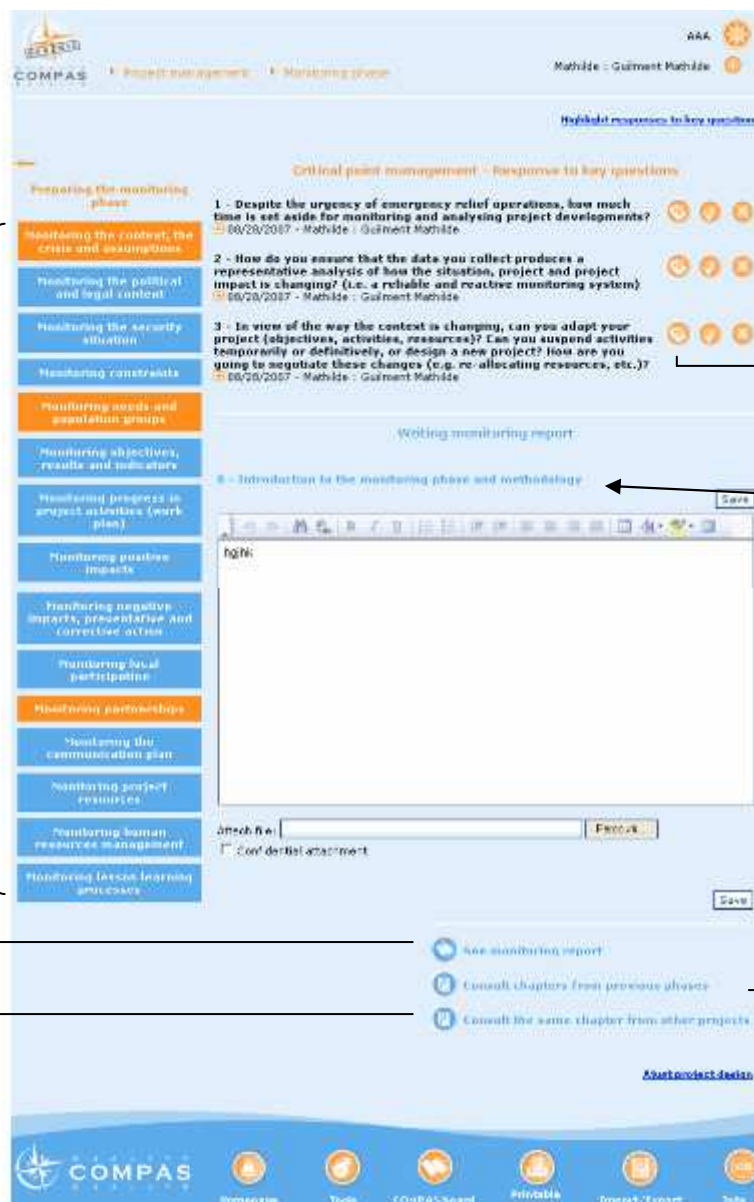 AAA
COMPAS
Project management
Monitoring phase
Mathilde : Guilment Mathilde
Highlight responses to key question
Critical point management - Response to key questions
Preparing the monitoring
phase
1 - Despite the urgency of emergency relief operations, how much
time is set aside for monitoring and analysing project developments?
08/28/2007 - Mathilde : Guilment Mathilde
2 - How do you ensure that the data you collect produces a
representative analysis of how the situation, project and project
impact is changing? (i.e. a reliable and reactive monitoring system)
08/28/2007 - Mathilde : Guilment Mathilde
3 - In view of the way the context is changing, can you adapt your
project (objectives, activities, resources)? Can you suspend activities
temporarily or definitively, or design a new project? How are you
going to negotiate these changes (e.g. re-allocating resources, etc.)?
08/28/2007 - Mathilde : Guilment Mathilde
Monitoring the context, the
crisis and assumptions
Monitoring the political
and legal context
Monitoring the security
situation
Monitoring constraints
Monitoring needs and
population groups
Monitoring objectives,
results and indicators
Monitoring progress in
project activities (work
plan)
Monitoring positive
impacts
Monitoring negative
impacts, preventative and
corrective action
Monitoring local
participation
Monitoring partnerships
Monitoring the
communication plan
Monitoring project
resources
Monitoring human
resources management
Monitoring lesson learning
processes
Writing monitoring report
0 - Introduction to the monitoring phase and methodology
Save
hgjhk
Attach file:
Confidential attachment
Save
See monitoring report
Consult chapters from previous phases
Consult the same chapter from other projects
Ajust project design
COMPAS
Homepage
Tools
COMPAS board
Printable
Import/Export